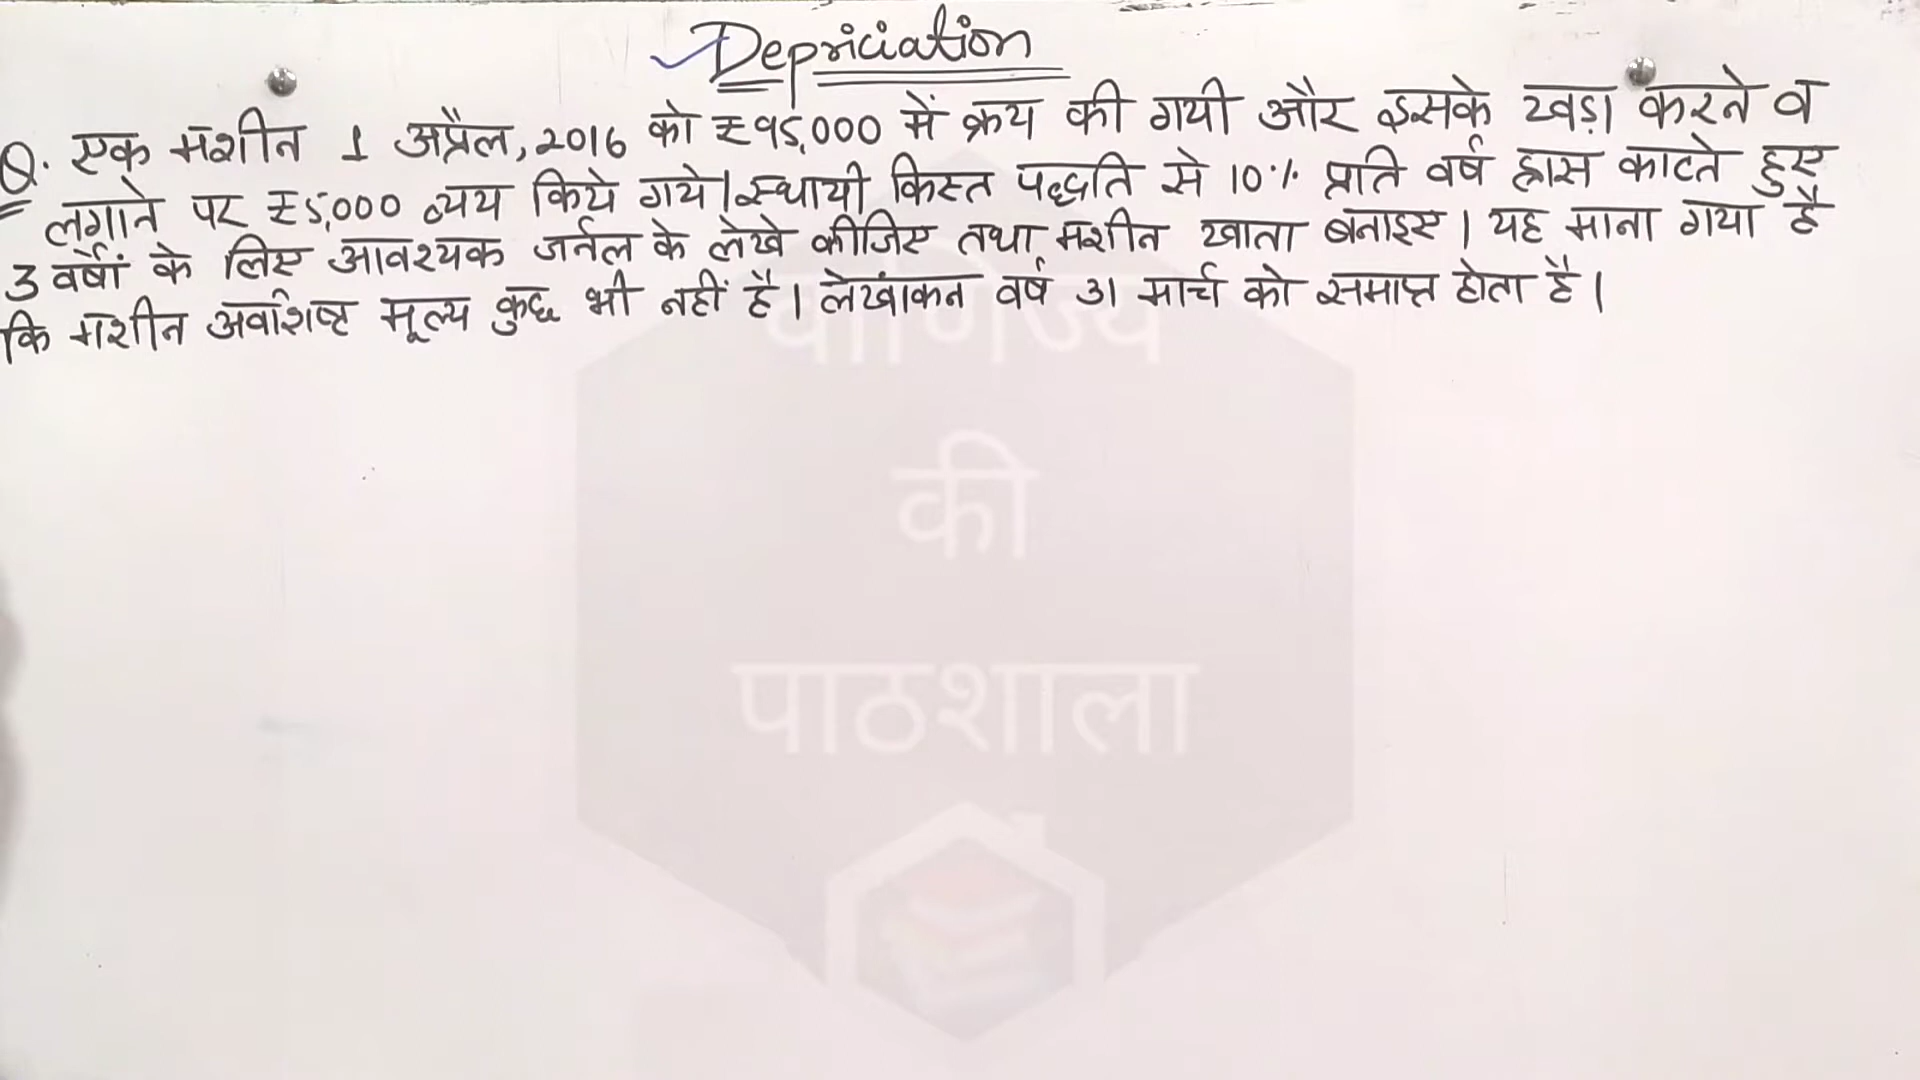 Depriciation
Q. एक मशीन 1 अप्रैल, 2016 को ₹95,000 में क्रय की गयी और इसके खड़ा करने व
लगाने पर ₹5,000 व्यय किये गये। स्थायी किस्त पद्धति से 10% प्रति वर्ष ह्रास काटते हुए
3 वर्षों के लिए आवश्यक जर्नल के लेखे कीजिए तथा मशीन खाता बनाइए। यह माना गया है
कि मशीन अवशिष्ट मूल्य कुछ भी नहीं है। लेखांकन वर्ष 31 मार्च को समाप्त होता है।
वाणिज्य
की
पाठशाला